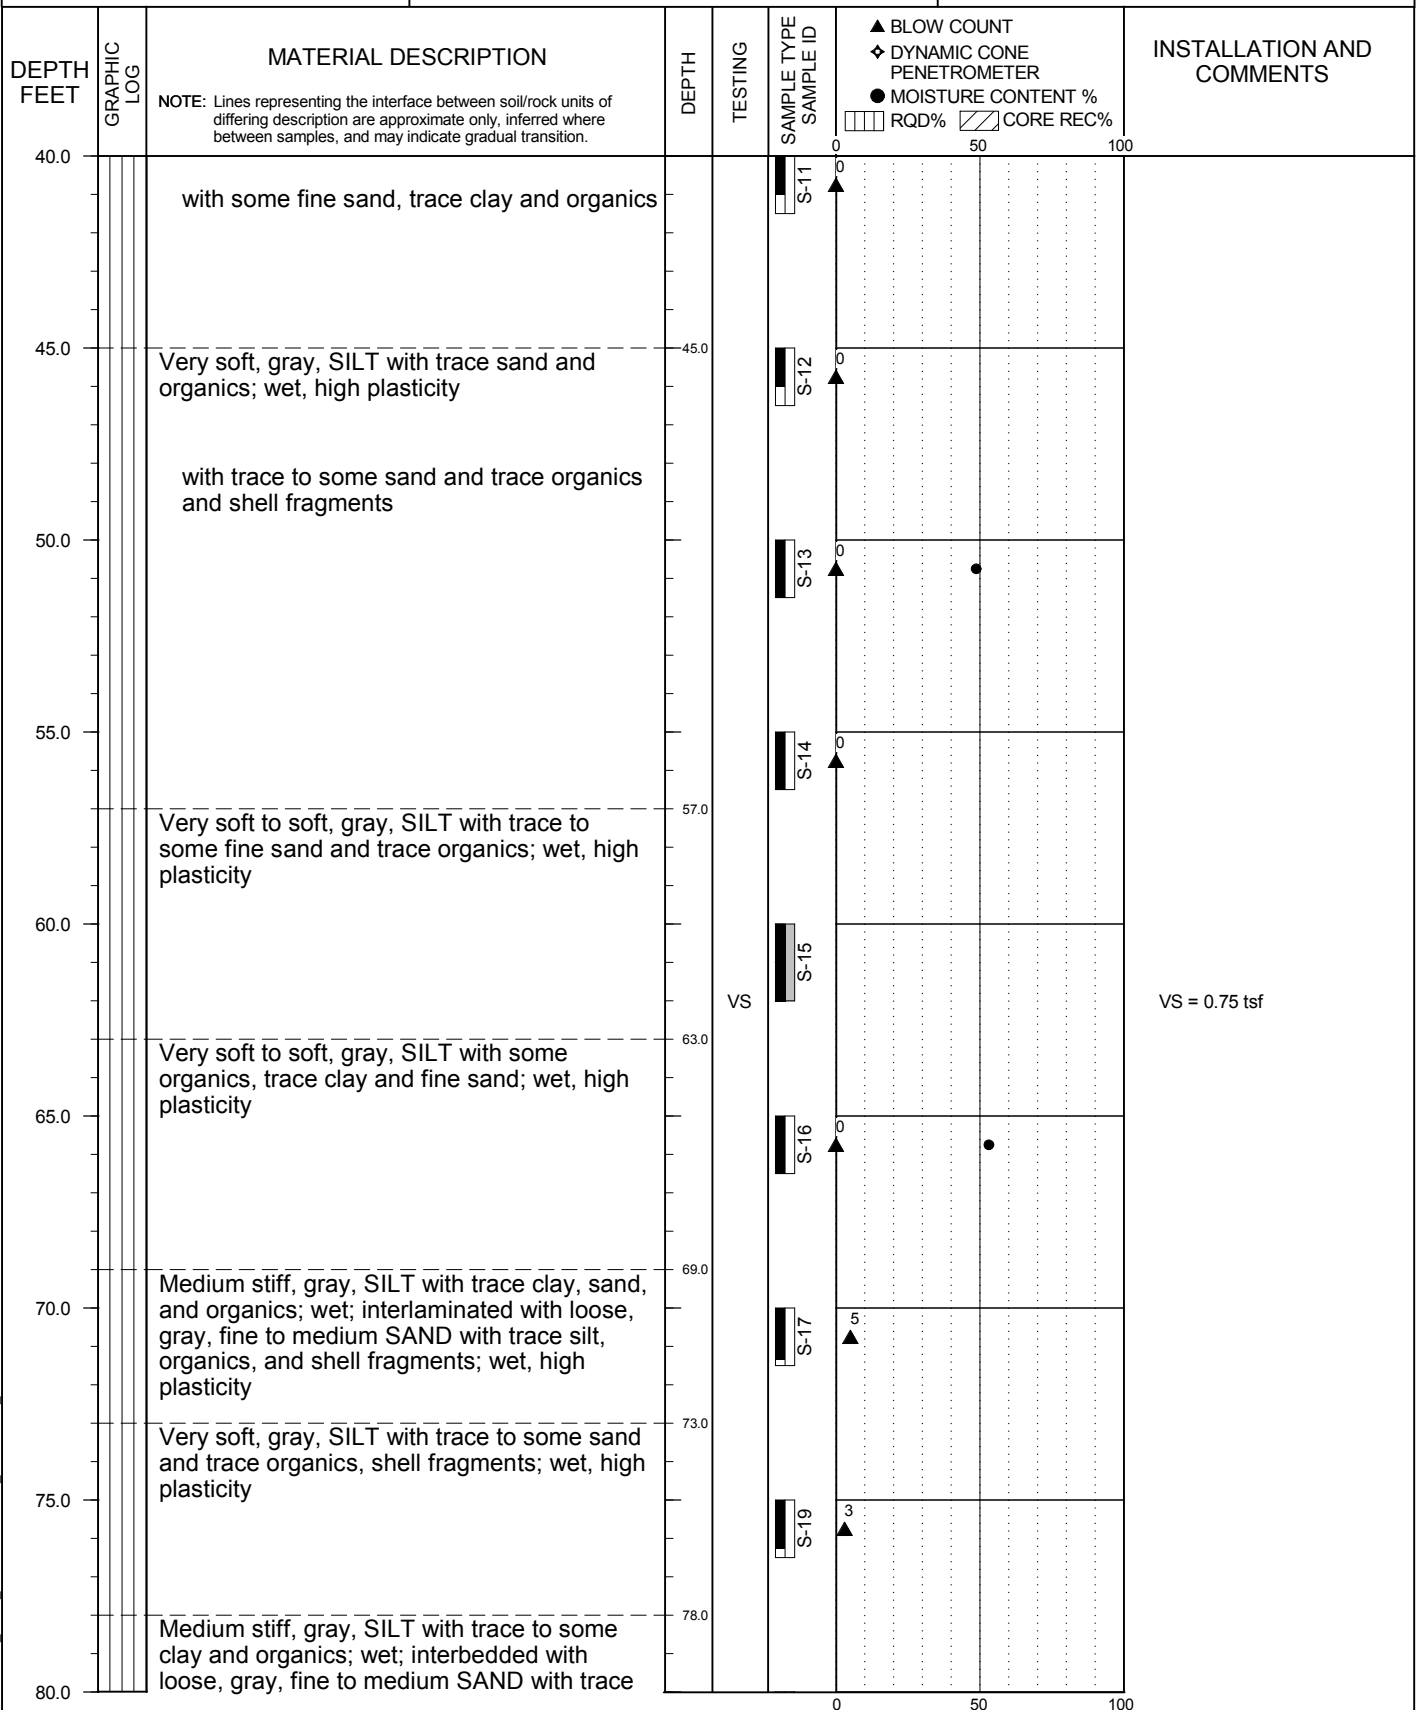 DEPTH
FEET
GRAPHIC
LOG
MATERIAL DESCRIPTION
NOTE: Lines representing the interface between soil/rock units of
differing description are approximate only, inferred where
between samples, and may indicate gradual transition.
DEPTH
TESTING
SAMPLE TYPE
SAMPLE ID
BLOW COUNT
DYNAMIC CONE
PENETROMETER
MOISTURE CONTENT %
RQD% CORE REC%
0 50 100
INSTALLATION AND
COMMENTS
40.0
with some fine sand, trace clay and organics
S-11
0
45.0
45.0
Very soft, gray, SILT with trace sand and
organics; wet, high plasticity
S-12
0
with trace to some sand and trace organics
and shell fragments
50.0
S-13
0
55.0
S-14
0
57.0
Very soft to soft, gray, SILT with trace to
some fine sand and trace organics; wet, high
plasticity
60.0
S-15
VS
VS = 0.75 tsf
63.0
Very soft to soft, gray, SILT with some
organics, trace clay and fine sand; wet, high
plasticity
65.0
S-16
0
69.0
Medium stiff, gray, SILT with trace clay, sand,
and organics; wet; interlaminated with loose,
gray, fine to medium SAND with trace silt,
organics, and shell fragments; wet, high
plasticity
70.0
S-17
5
73.0
Very soft, gray, SILT with trace to some sand
and trace organics, shell fragments; wet, high
plasticity
75.0
S-19
3
78.0
Medium stiff, gray, SILT with trace to some
clay and organics; wet; interbedded with
loose, gray, fine to medium SAND with trace
80.0
0 50 100